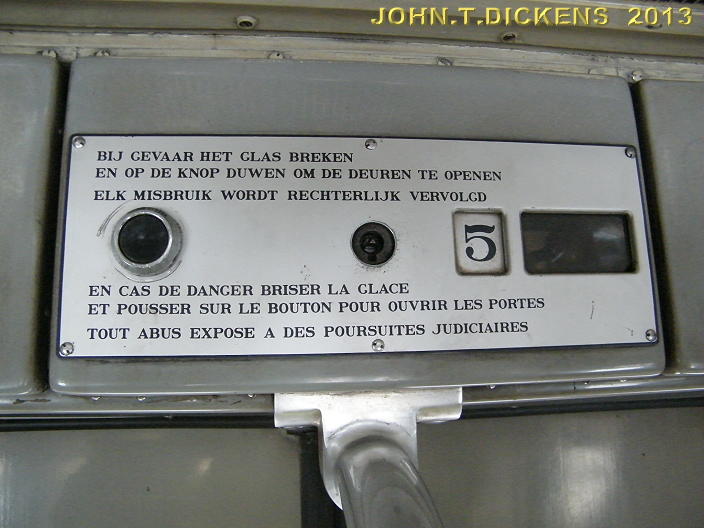 JOHN.T.DICKENS 2013
BIJ GEVAAR HET GLAS BREKEN
EN OP DE KNOP DUWEN OM DE DEUREN TE OPENEN
ELK MISBRUIK WORDT RECHTERLIJK VERVOLGD
5
EN CAS DE DANGER BRISER LA GLACE
ET POUSSER SUR LE BOUTON POUR OUVRIR LES PORTES
TOUT ABUS EXPOSE A DES POURSUITES JUDICIAIRES